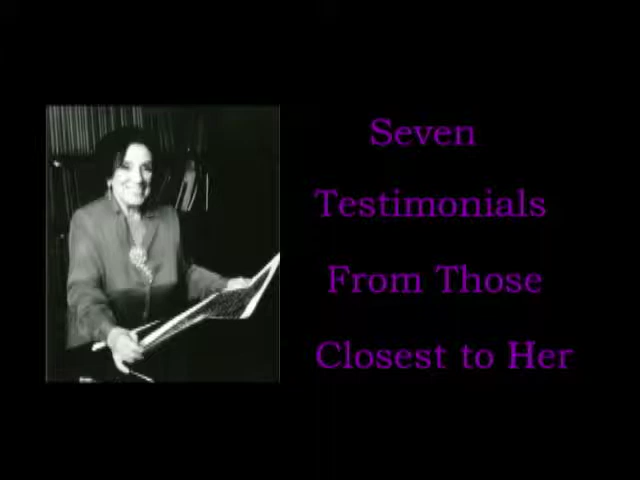 Seven
Testimonials
From Those
Closest to Her